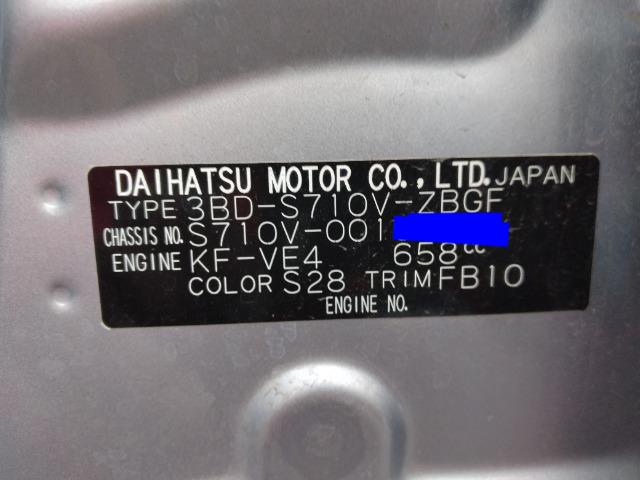 DAIHATSU MOTOR CO., LTD. JAPAN
TYPE 3BD-S710V-ZBGF
CHASSIS NO. S710V-001
ENGINE KF-VE4 658cc
COLOR S28 TRIM FB10
ENGINE NO.